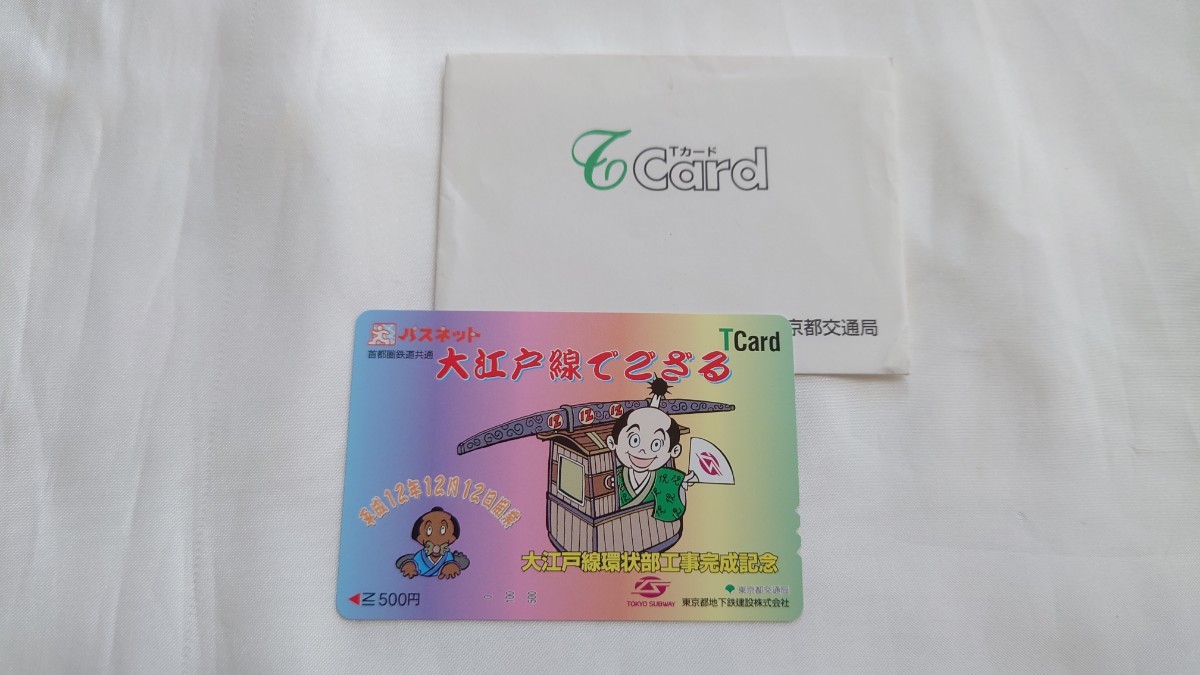 Tカード
Card
京都交通局
パスネット
首都圏鉄道共通
TCard
大江戸線でござる
平成12年12月12日開業
大江戸線環状部工事完成記念
500円
TOKYO SUBWAY
東京都交通局
東京都地下鉄建設株式会社